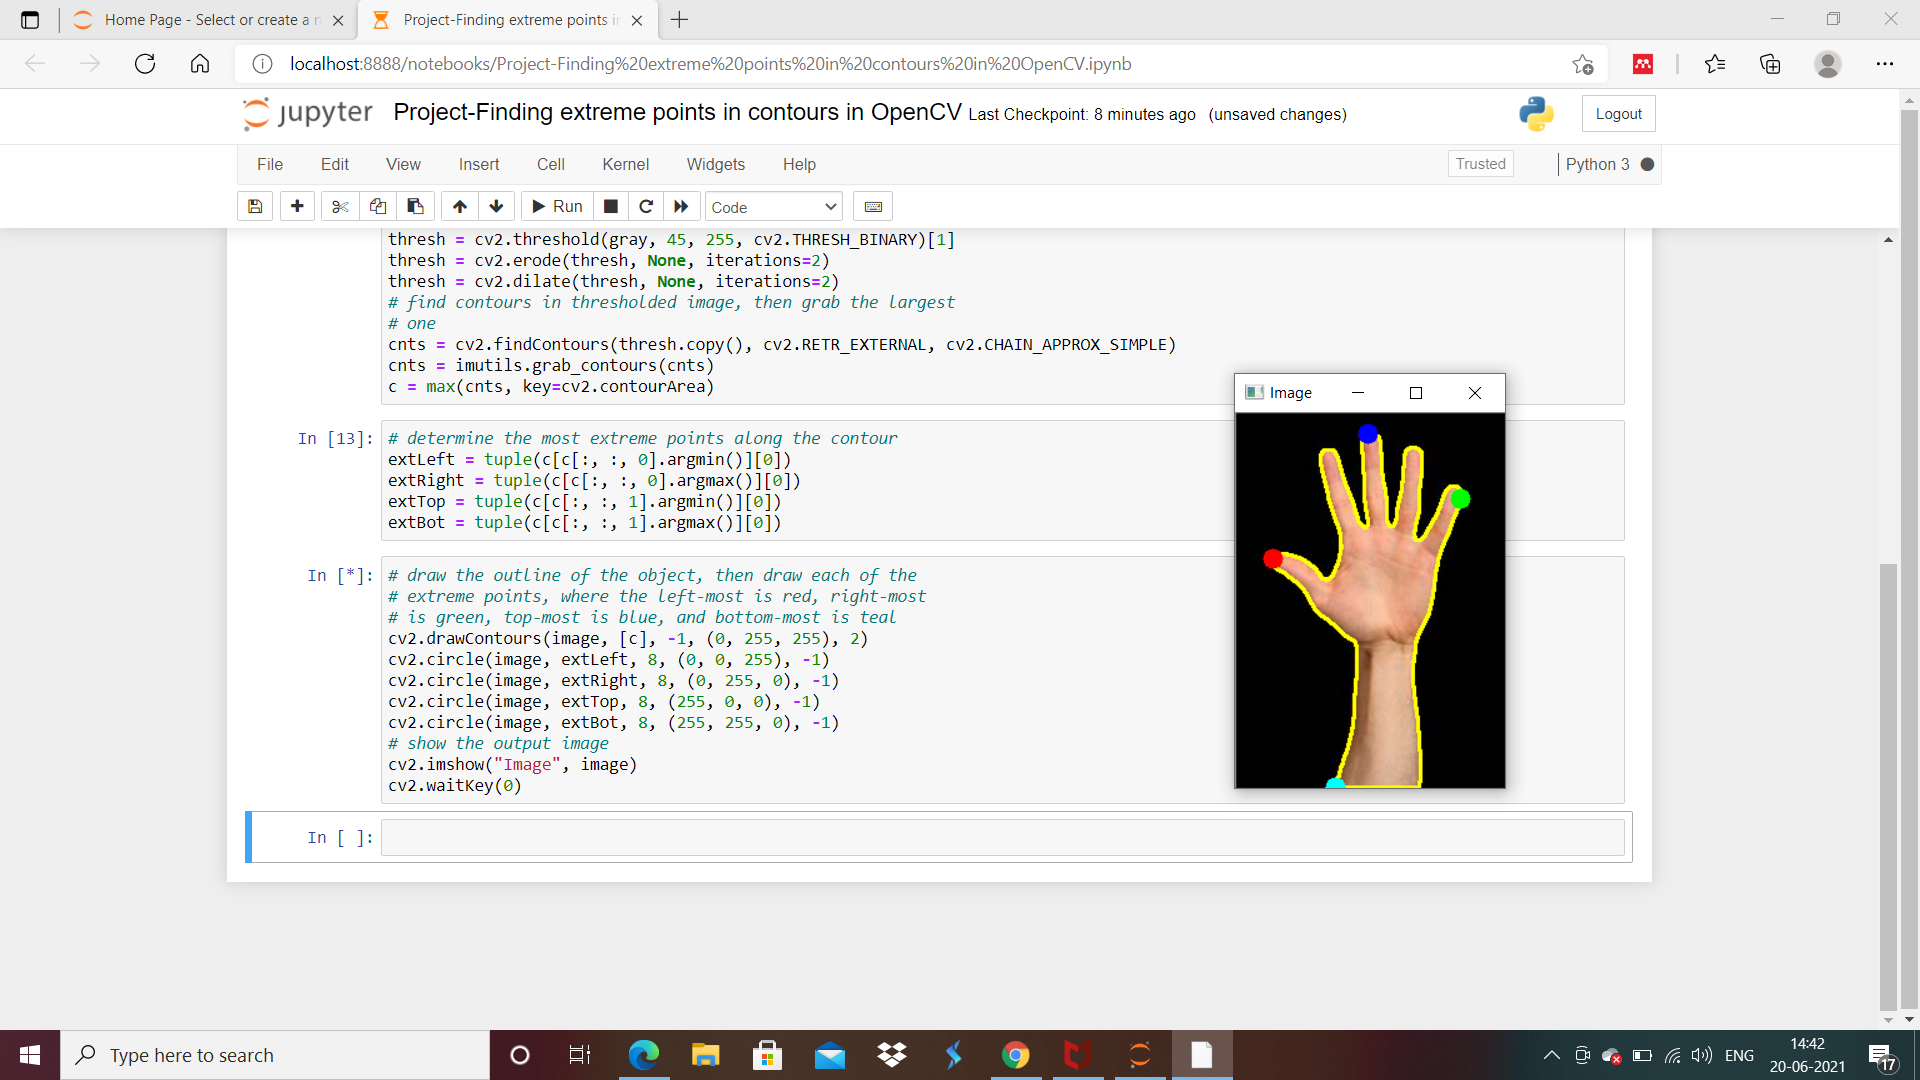 Home Page - Select or create a n
Project-Finding extreme points in
localhost:8888/notebooks/Project-Finding%20extreme%20points%20in%20contours%20in%20OpenCV.ipynb
jupyter Project-Finding extreme points in contours in OpenCV Last Checkpoint: 8 minutes ago (unsaved changes)
Logout
File Edit View Insert Cell Kernel Widgets Help
Trusted
Python 3
Run
Code
thresh = cv2.threshold(gray, 45, 255, cv2.THRESH_BINARY)[1]
thresh = cv2.erode(thresh, None, iterations=2)
thresh = cv2.dilate(thresh, None, iterations=2)
# find contours in thresholded image, then grab the largest
# one
cnts = cv2.findContours(thresh.copy(), cv2.RETR_EXTERNAL, cv2.CHAIN_APPROX_SIMPLE)
cnts = imutils.grab_contours(cnts)
c = max(cnts, key=cv2.contourArea)
In [13]:
# determine the most extreme points along the contour
extLeft = tuple(c[c[:, :, 0].argmin()][0])
extRight = tuple(c[c[:, :, 0].argmax()][0])
extTop = tuple(c[c[:, :, 1].argmin()][0])
extBot = tuple(c[c[:, :, 1].argmax()][0])
In [*]:
# draw the outline of the object, then draw each of the
# extreme points, where the left-most is red, right-most
# is green, top-most is blue, and bottom-most is teal
cv2.drawContours(image, [c], -1, (0, 255, 255), 2)
cv2.circle(image, extLeft, 8, (0, 0, 255), -1)
cv2.circle(image, extRight, 8, (0, 255, 0), -1)
cv2.circle(image, extTop, 8, (255, 0, 0), -1)
cv2.circle(image, extBot, 8, (255, 255, 0), -1)
# show the output image
cv2.imshow("Image", image)
cv2.waitKey(0)
In [ ]:
Image
Type here to search
ENG
14:42
20-06-2021
17